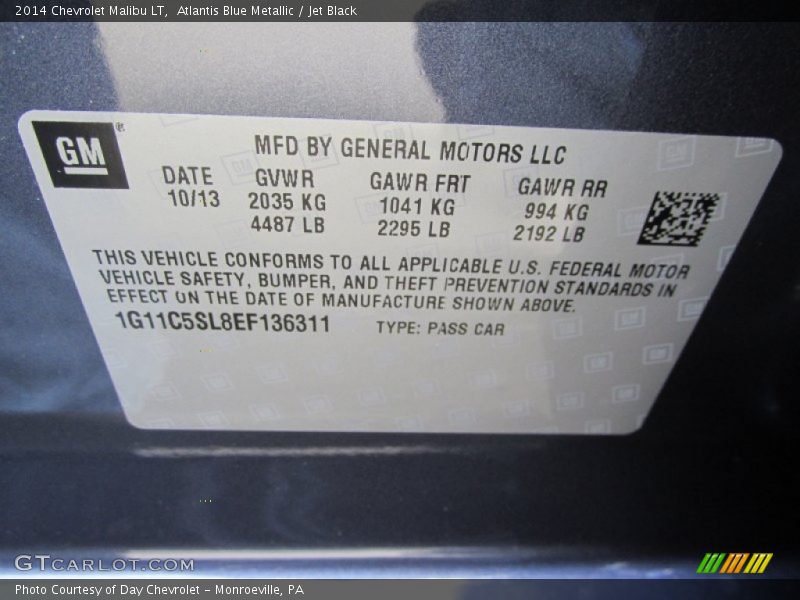 2014 Chevrolet Malibu LT,  Atlantis Blue Metallic / Jet Black
GM ®
MFD BY GENERAL MOTORS LLC
DATE GVWR GAWR FRT GAWR RR
10/13 2035 KG 1041 KG 994 KG
4487 LB 2295 LB 2192 LB
THIS VEHICLE CONFORMS TO ALL APPLICABLE U.S. FEDERAL MOTOR
VEHICLE SAFETY, BUMPER, AND THEFT PREVENTION STANDARDS IN
EFFECT ON THE DATE OF MANUFACTURE SHOWN ABOVE.
1G11C5SL8EF136311 TYPE: PASS CAR
GTCARLOT.COM
Photo Courtesy of Day Chevrolet - Monroeville, PA